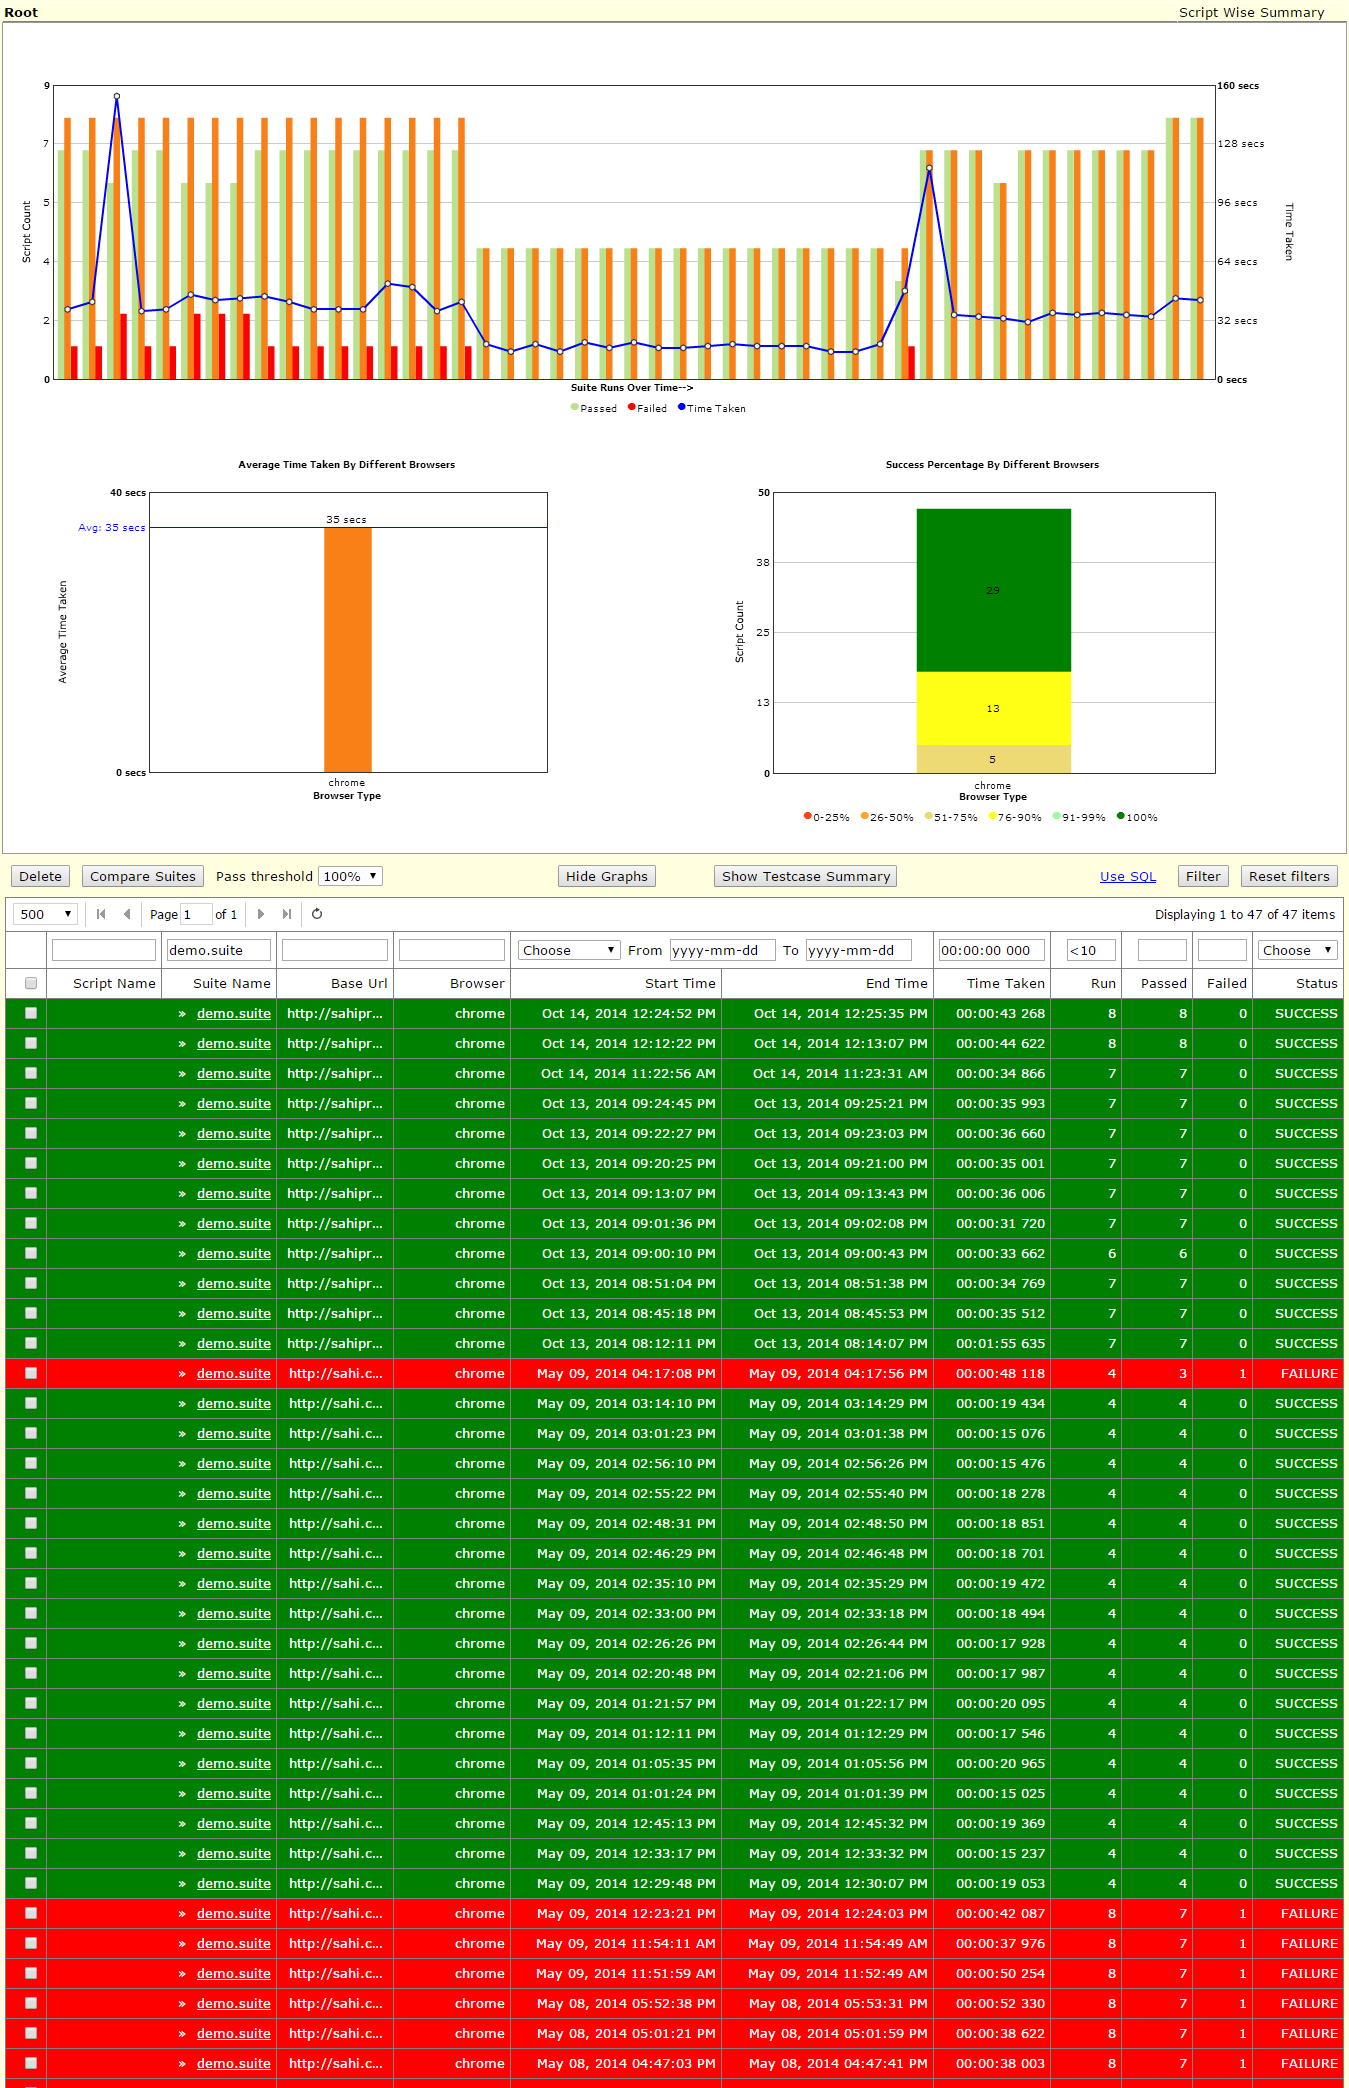 Root
Script Wise Summary
9
7
5
4
2
0
Script Count
160 secs
128 secs
96 secs
64 secs
32 secs
0 secs
Time Taken
Suite Runs Over Time-->
Passed Failed Time Taken
Average Time Taken By Different Browsers
40 secs
Avg: 35 secs
35 secs
Average Time Taken
0 secs
chrome
Browser Type
Success Percentage By Different Browsers
50
38
25
13
0
Script Count
29
13
5
chrome
Browser Type
0-25% 26-50% 51-75% 76-90% 91-99% 100%
Delete Compare Suites Pass threshold 100% Hide Graphs Show Testcase Summary Use SQL Filter Reset filters
500 Page 1 of 1 Displaying 1 to 47 of 47 items
demo.suite Choose From yyyy-mm-dd To yyyy-mm-dd 00:00:00 000 <10 Choose
Script Name Suite Name Base Url Browser Start Time End Time Time Taken Run Passed Failed Status
» demo.suite http://sahipr... chrome Oct 14, 2014 12:24:52 PM Oct 14, 2014 12:25:35 PM 00:00:43 268 8 8 0 SUCCESS
» demo.suite http://sahipr... chrome Oct 14, 2014 12:12:22 PM Oct 14, 2014 12:13:07 PM 00:00:44 622 8 8 0 SUCCESS
» demo.suite http://sahipr... chrome Oct 14, 2014 11:22:56 AM Oct 14, 2014 11:23:31 AM 00:00:34 866 7 7 0 SUCCESS
» demo.suite http://sahipr... chrome Oct 13, 2014 09:24:45 PM Oct 13, 2014 09:25:21 PM 00:00:35 993 7 7 0 SUCCESS
» demo.suite http://sahipr... chrome Oct 13, 2014 09:22:27 PM Oct 13, 2014 09:23:03 PM 00:00:36 660 7 7 0 SUCCESS
» demo.suite http://sahipr... chrome Oct 13, 2014 09:20:25 PM Oct 13, 2014 09:21:00 PM 00:00:35 001 7 7 0 SUCCESS
» demo.suite http://sahipr... chrome Oct 13, 2014 09:13:07 PM Oct 13, 2014 09:13:43 PM 00:00:36 006 7 7 0 SUCCESS
» demo.suite http://sahipr... chrome Oct 13, 2014 09:01:36 PM Oct 13, 2014 09:02:08 PM 00:00:31 720 7 7 0 SUCCESS
» demo.suite http://sahipr... chrome Oct 13, 2014 09:00:10 PM Oct 13, 2014 09:00:43 PM 00:00:33 662 6 6 0 SUCCESS
» demo.suite http://sahipr... chrome Oct 13, 2014 08:51:04 PM Oct 13, 2014 08:51:38 PM 00:00:34 769 7 7 0 SUCCESS
» demo.suite http://sahipr... chrome Oct 13, 2014 08:45:18 PM Oct 13, 2014 08:45:53 PM 00:00:35 512 7 7 0 SUCCESS
» demo.suite http://sahipr... chrome Oct 13, 2014 08:12:11 PM Oct 13, 2014 08:14:07 PM 00:01:55 635 7 7 0 SUCCESS
» demo.suite http://sahi.c... chrome May 09, 2014 04:17:08 PM May 09, 2014 04:17:56 PM 00:00:48 118 4 3 1 FAILURE
» demo.suite http://sahi.c... chrome May 09, 2014 03:14:10 PM May 09, 2014 03:14:29 PM 00:00:19 434 4 4 0 SUCCESS
» demo.suite http://sahi.c... chrome May 09, 2014 03:01:23 PM May 09, 2014 03:01:38 PM 00:00:15 076 4 4 0 SUCCESS
» demo.suite http://sahi.c... chrome May 09, 2014 02:56:10 PM May 09, 2014 02:56:26 PM 00:00:15 476 4 4 0 SUCCESS
» demo.suite http://sahi.c... chrome May 09, 2014 02:55:22 PM May 09, 2014 02:55:40 PM 00:00:18 278 4 4 0 SUCCESS
» demo.suite http://sahi.c... chrome May 09, 2014 02:48:31 PM May 09, 2014 02:48:50 PM 00:00:18 851 4 4 0 SUCCESS
» demo.suite http://sahi.c... chrome May 09, 2014 02:46:29 PM May 09, 2014 02:46:48 PM 00:00:18 701 4 4 0 SUCCESS
» demo.suite http://sahi.c... chrome May 09, 2014 02:35:10 PM May 09, 2014 02:35:29 PM 00:00:19 472 4 4 0 SUCCESS
» demo.suite http://sahi.c... chrome May 09, 2014 02:33:00 PM May 09, 2014 02:33:18 PM 00:00:18 494 4 4 0 SUCCESS
» demo.suite http://sahi.c... chrome May 09, 2014 02:26:26 PM May 09, 2014 02:26:44 PM 00:00:17 928 4 4 0 SUCCESS
» demo.suite http://sahi.c... chrome May 09, 2014 02:20:48 PM May 09, 2014 02:21:06 PM 00:00:17 987 4 4 0 SUCCESS
» demo.suite http://sahi.c... chrome May 09, 2014 01:21:57 PM May 09, 2014 01:22:17 PM 00:00:20 095 4 4 0 SUCCESS
» demo.suite http://sahi.c... chrome May 09, 2014 01:12:11 PM May 09, 2014 01:12:29 PM 00:00:17 546 4 4 0 SUCCESS
» demo.suite http://sahi.c... chrome May 09, 2014 01:05:35 PM May 09, 2014 01:05:56 PM 00:00:20 965 4 4 0 SUCCESS
» demo.suite http://sahi.c... chrome May 09, 2014 01:01:24 PM May 09, 2014 01:01:39 PM 00:00:15 025 4 4 0 SUCCESS
» demo.suite http://sahi.c... chrome May 09, 2014 12:45:13 PM May 09, 2014 12:45:32 PM 00:00:19 369 4 4 0 SUCCESS
» demo.suite http://sahi.c... chrome May 09, 2014 12:33:17 PM May 09, 2014 12:33:32 PM 00:00:15 237 4 4 0 SUCCESS
» demo.suite http://sahi.c... chrome May 09, 2014 12:29:48 PM May 09, 2014 12:30:07 PM 00:00:19 053 4 4 0 SUCCESS
» demo.suite http://sahi.c... chrome May 09, 2014 12:23:21 PM May 09, 2014 12:24:03 PM 00:00:42 087 8 7 1 FAILURE
» demo.suite http://sahi.c... chrome May 09, 2014 11:54:11 AM May 09, 2014 11:54:49 AM 00:00:37 976 8 7 1 FAILURE
» demo.suite http://sahi.c... chrome May 09, 2014 11:51:59 AM May 09, 2014 11:52:49 AM 00:00:50 254 8 7 1 FAILURE
» demo.suite http://sahi.c... chrome May 08, 2014 05:52:38 PM May 08, 2014 05:53:31 PM 00:00:52 330 8 7 1 FAILURE
» demo.suite http://sahi.c... chrome May 08, 2014 05:01:21 PM May 08, 2014 05:01:59 PM 00:00:38 622 8 7 1 FAILURE
» demo.suite http://sahi.c... chrome May 08, 2014 04:47:03 PM May 08, 2014 04:47:41 PM 00:00:38 003 8 7 1 FAILURE